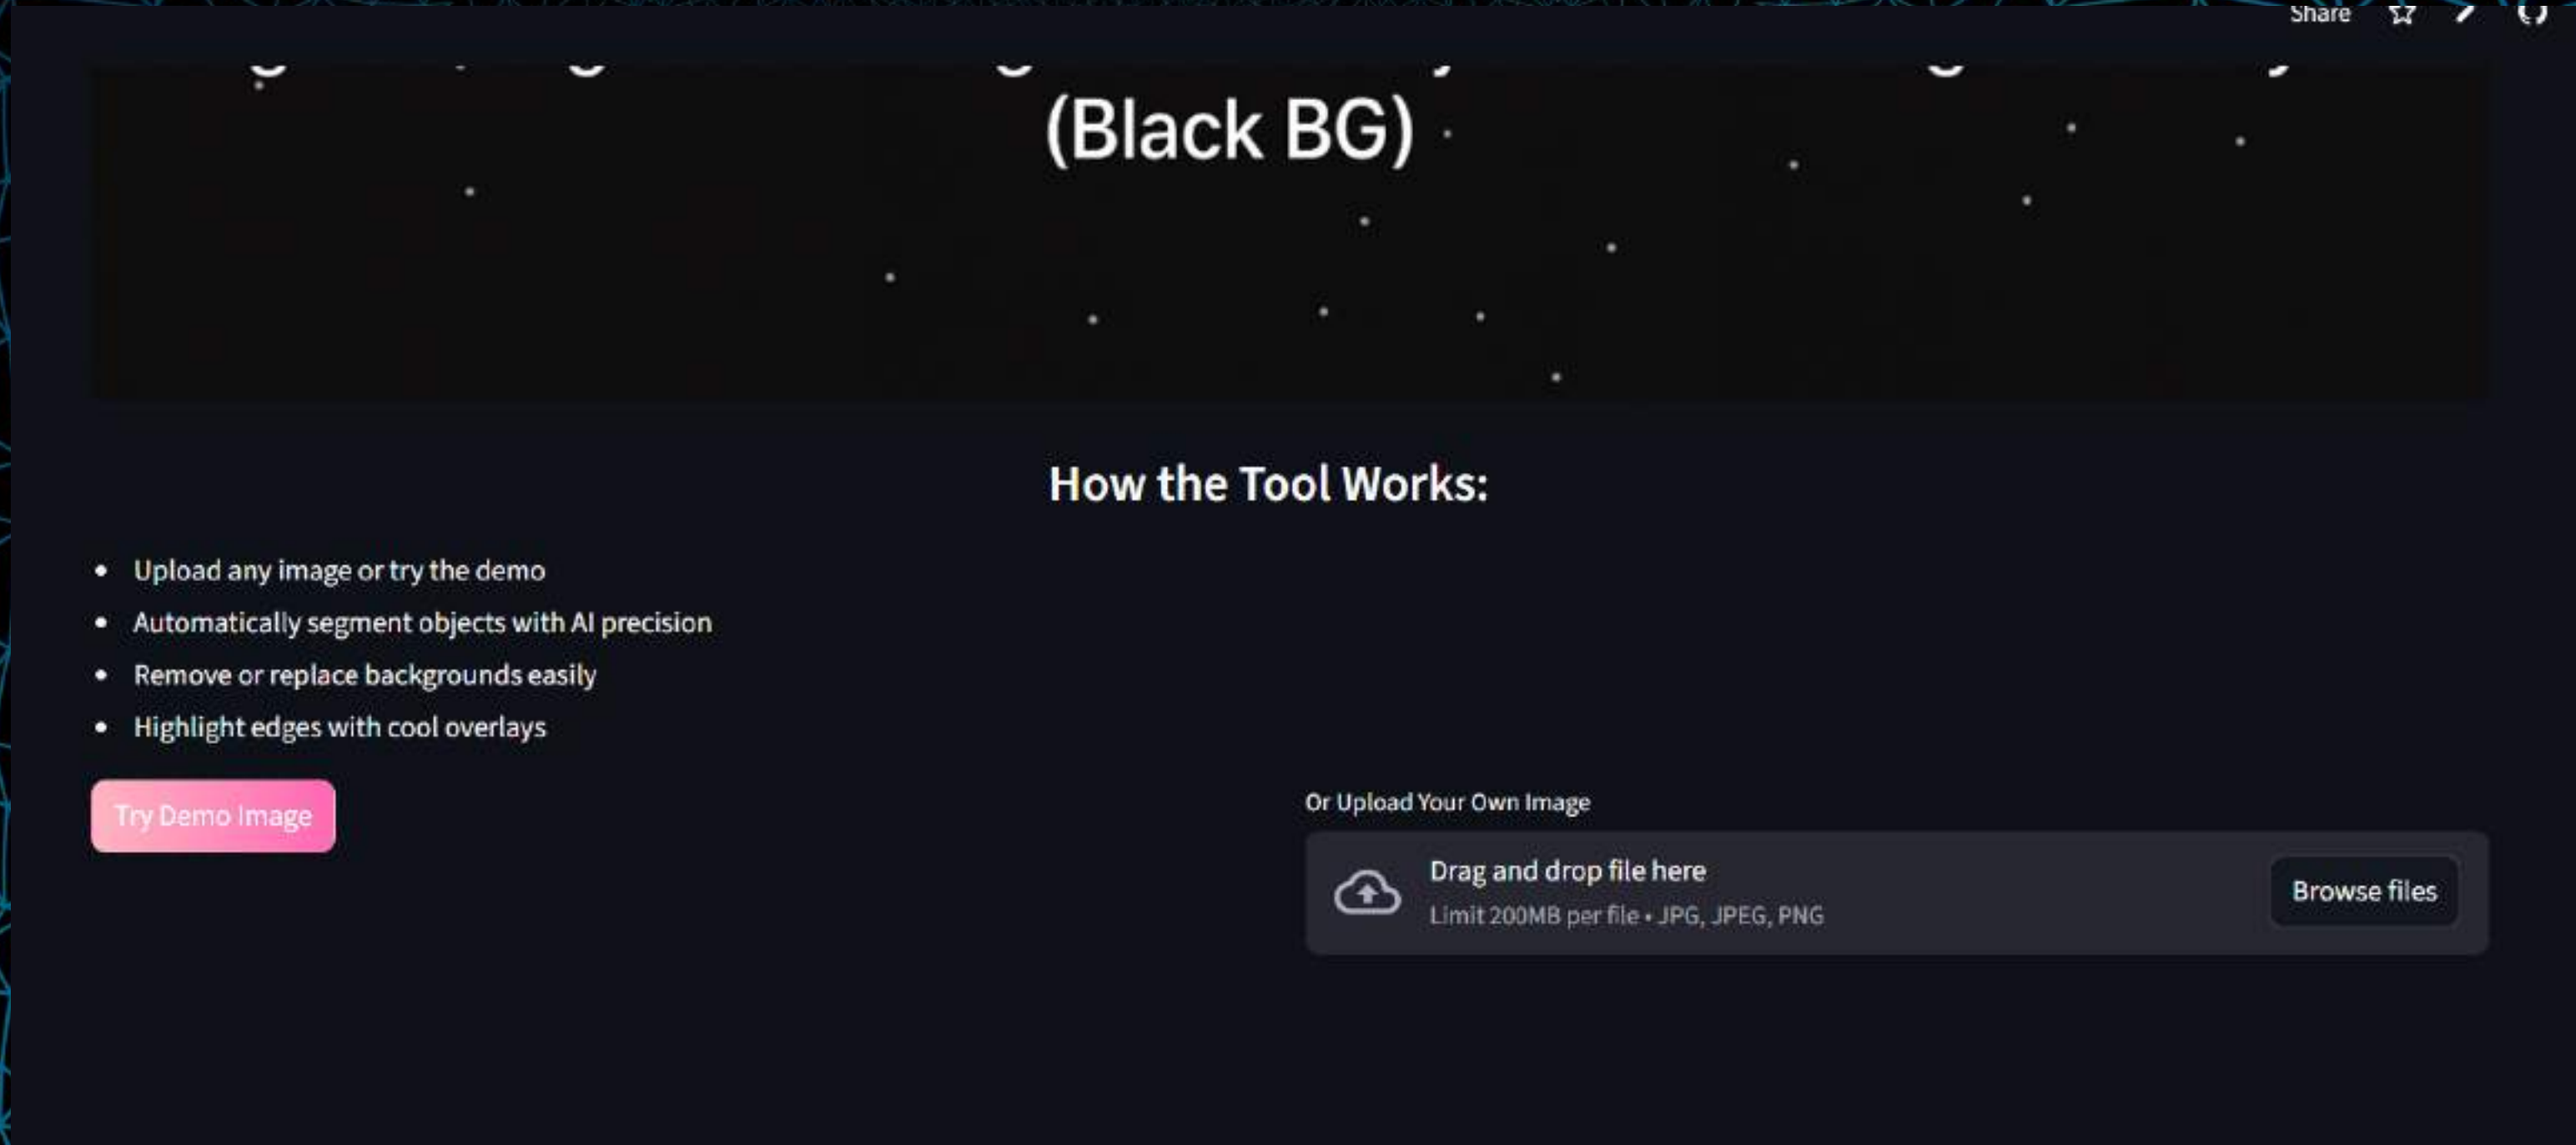 Share
(Black BG)
How the Tool Works:
• Upload any image or try the demo
• Automatically segment objects with AI precision
• Remove or replace backgrounds easily
• Highlight edges with cool overlays
Try Demo Image
Or Upload Your Own Image
Drag and drop file here
Limit 200MB per file • JPG, JPEG, PNG
Browse files